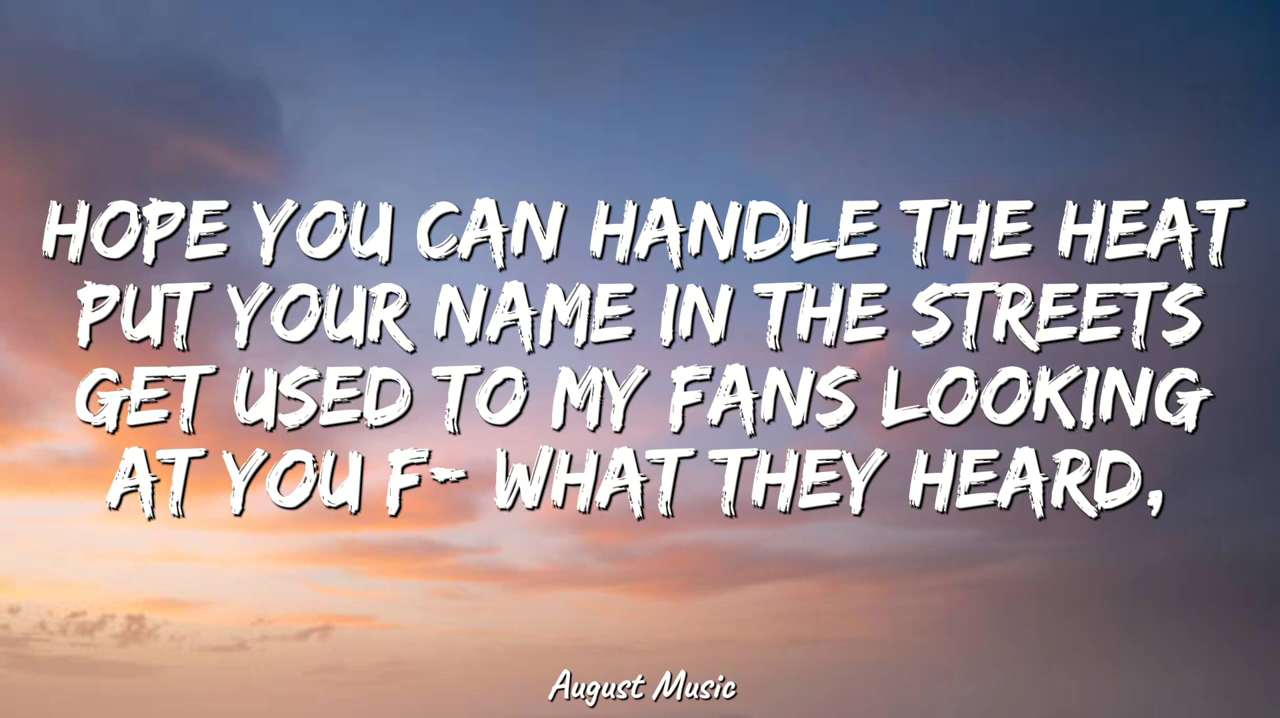 HOPE YOU CAN HANDLE THE HEAT
PUT YOUR NAME IN THE STREETS
GET USED TO MY FANS LOOKING
AT YOU F- WHAT THEY HEARD,
August Music